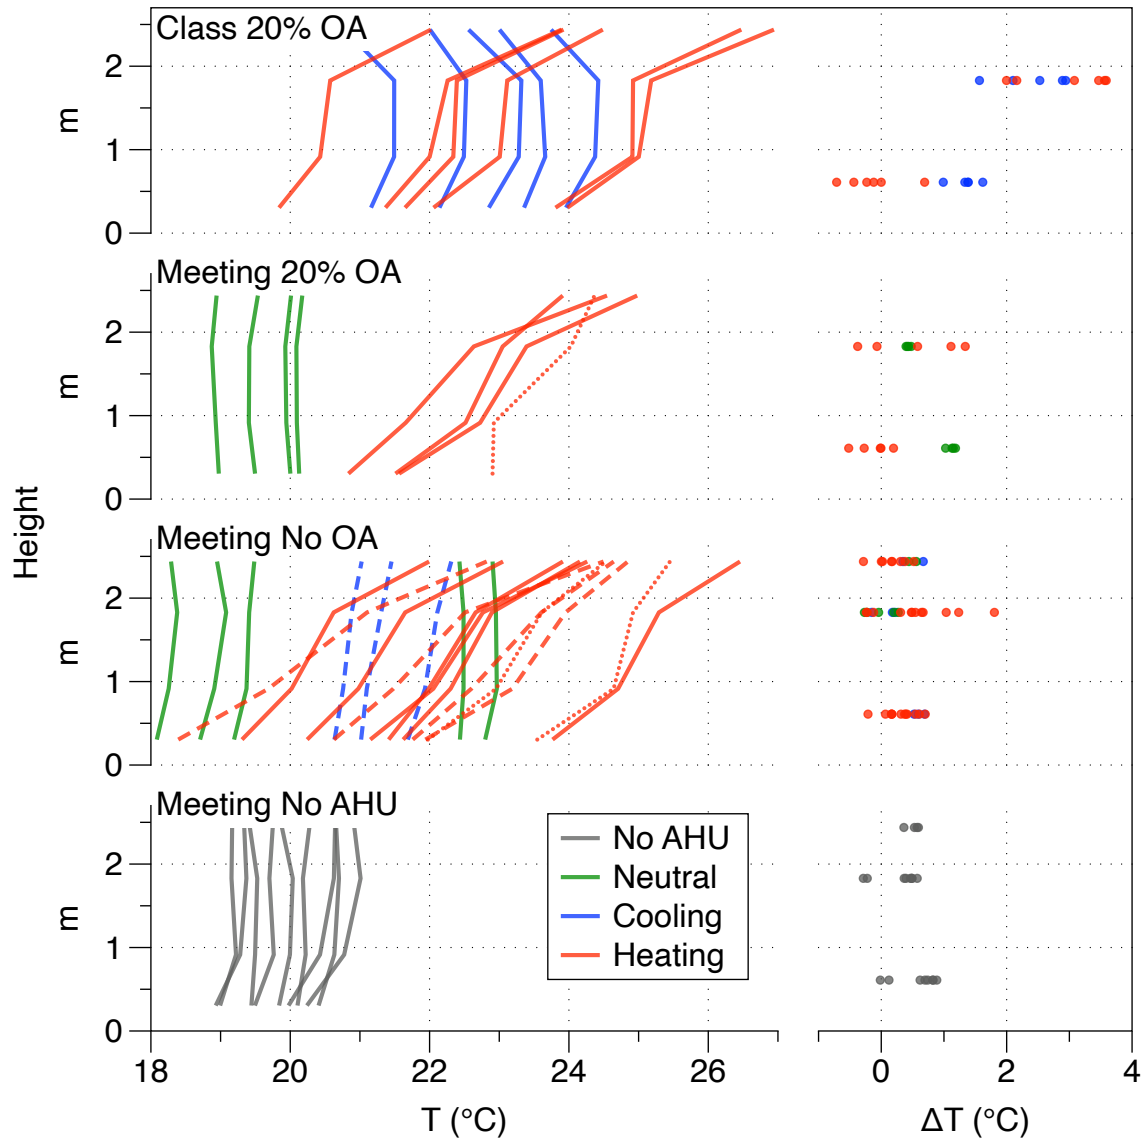 Class 20% OA
2
m
1
0
Meeting 20% OA
2
m
1
0
Height
Meeting No OA
2
m
1
0
Meeting No AHU
2
m
1
0
No AHU
Neutral
Cooling
Heating
18 20 22 24 26
0 2 4
T (°C)
ΔT (°C)